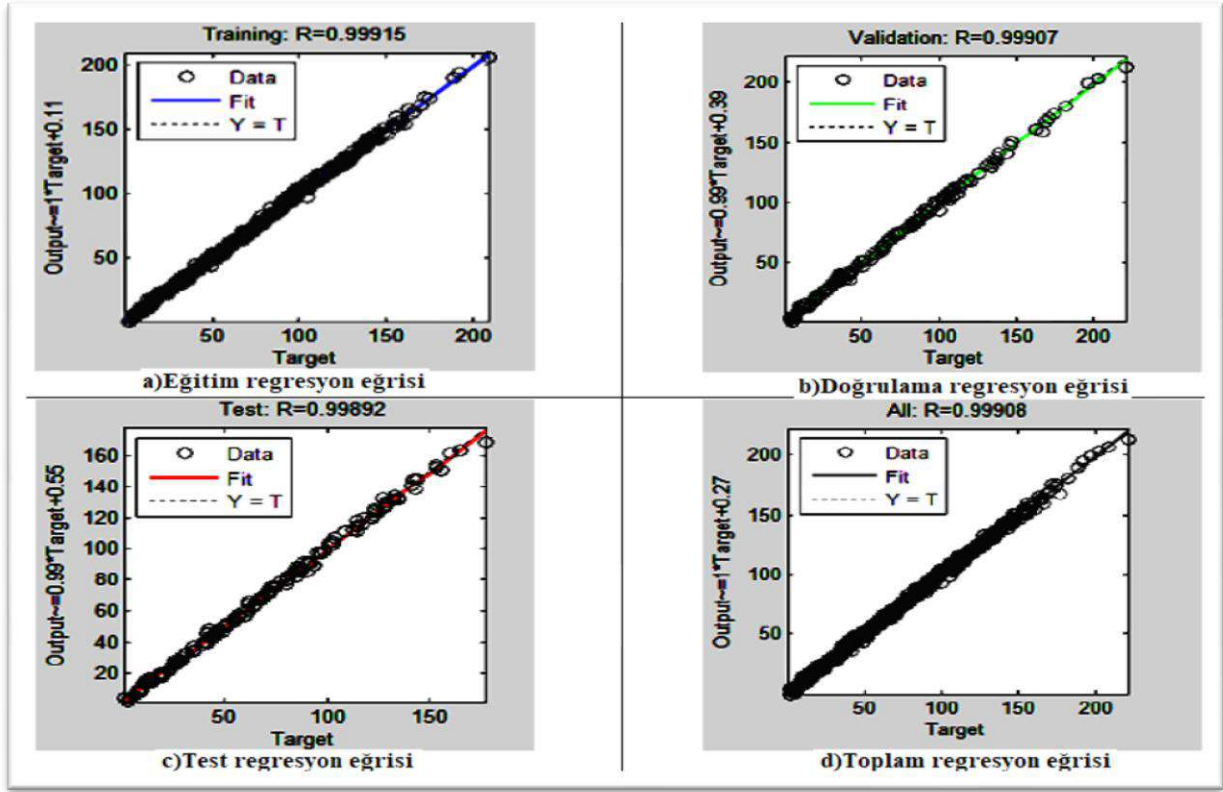 Training: R=0.99915
Output~=1*Target+0.11
Data
Fit
Y = T
200
150
100
50
50
100
150
200
Target
a)Eğitim regresyon eğrisi
Validation: R=0.99907
Output~=0.99*Target+0.39
Data
Fit
Y = T
200
150
100
50
50
100
150
200
Target
b)Doğrulama regresyon eğrisi
Test: R=0.99892
Output~=0.99*Target+0.55
Data
Fit
Y = T
160
140
120
100
80
60
40
20
50
100
150
Target
c)Test regresyon eğrisi
All: R=0.99908
Output~=1*Target+0.27
Data
Fit
Y = T
200
150
100
50
50
100
150
200
Target
d)Toplam regresyon eğrisi